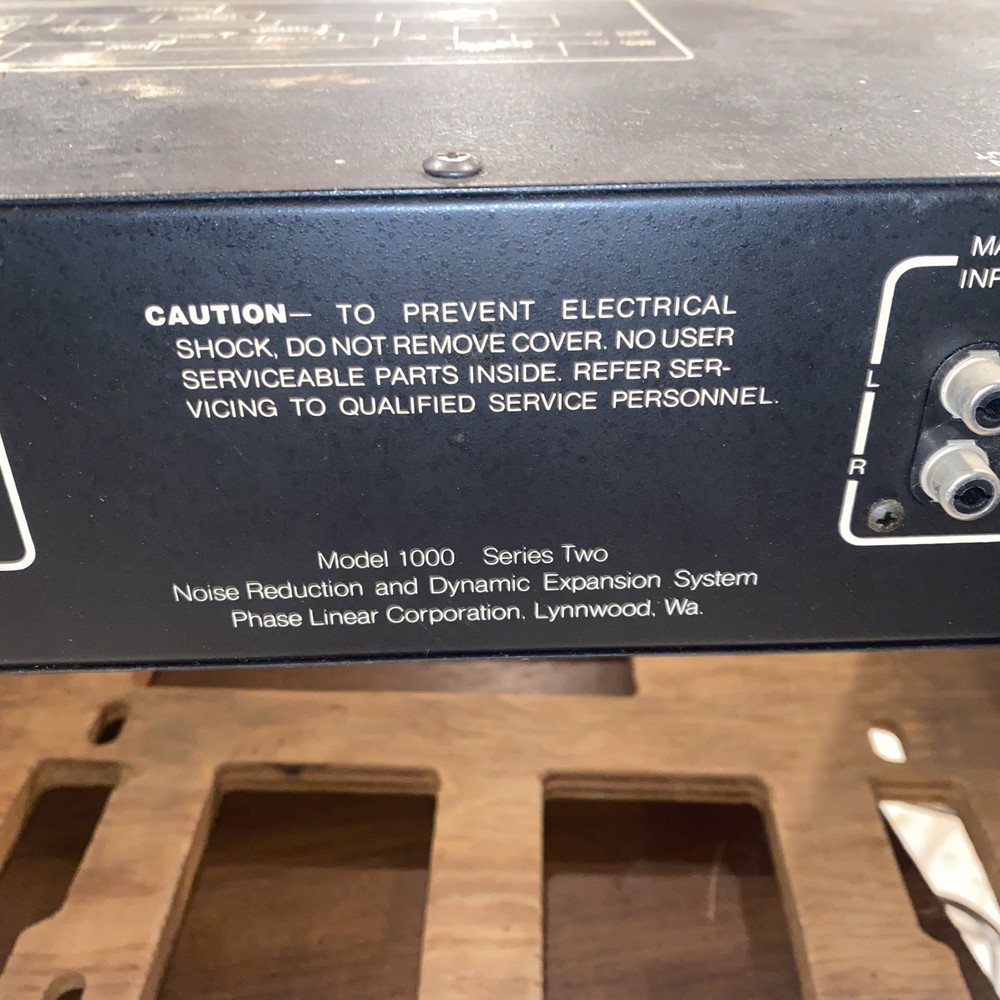 CAUTION— TO PREVENT ELECTRICAL
SHOCK, DO NOT REMOVE COVER. NO USER
SERVICEABLE PARTS INSIDE. REFER SER-
VICING TO QUALIFIED SERVICE PERSONNEL.
L
R
Model 1000 Series Two
Noise Reduction and Dynamic Expansion System
Phase Linear Corporation, Lynnwood, Wa.